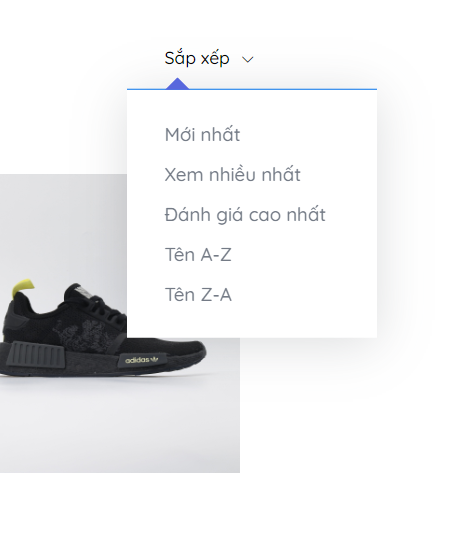 Sắp xếp
Mới nhất
Xem nhiều nhất
Đánh giá cao nhất
Tên A-Z
Tên Z-A
adidas